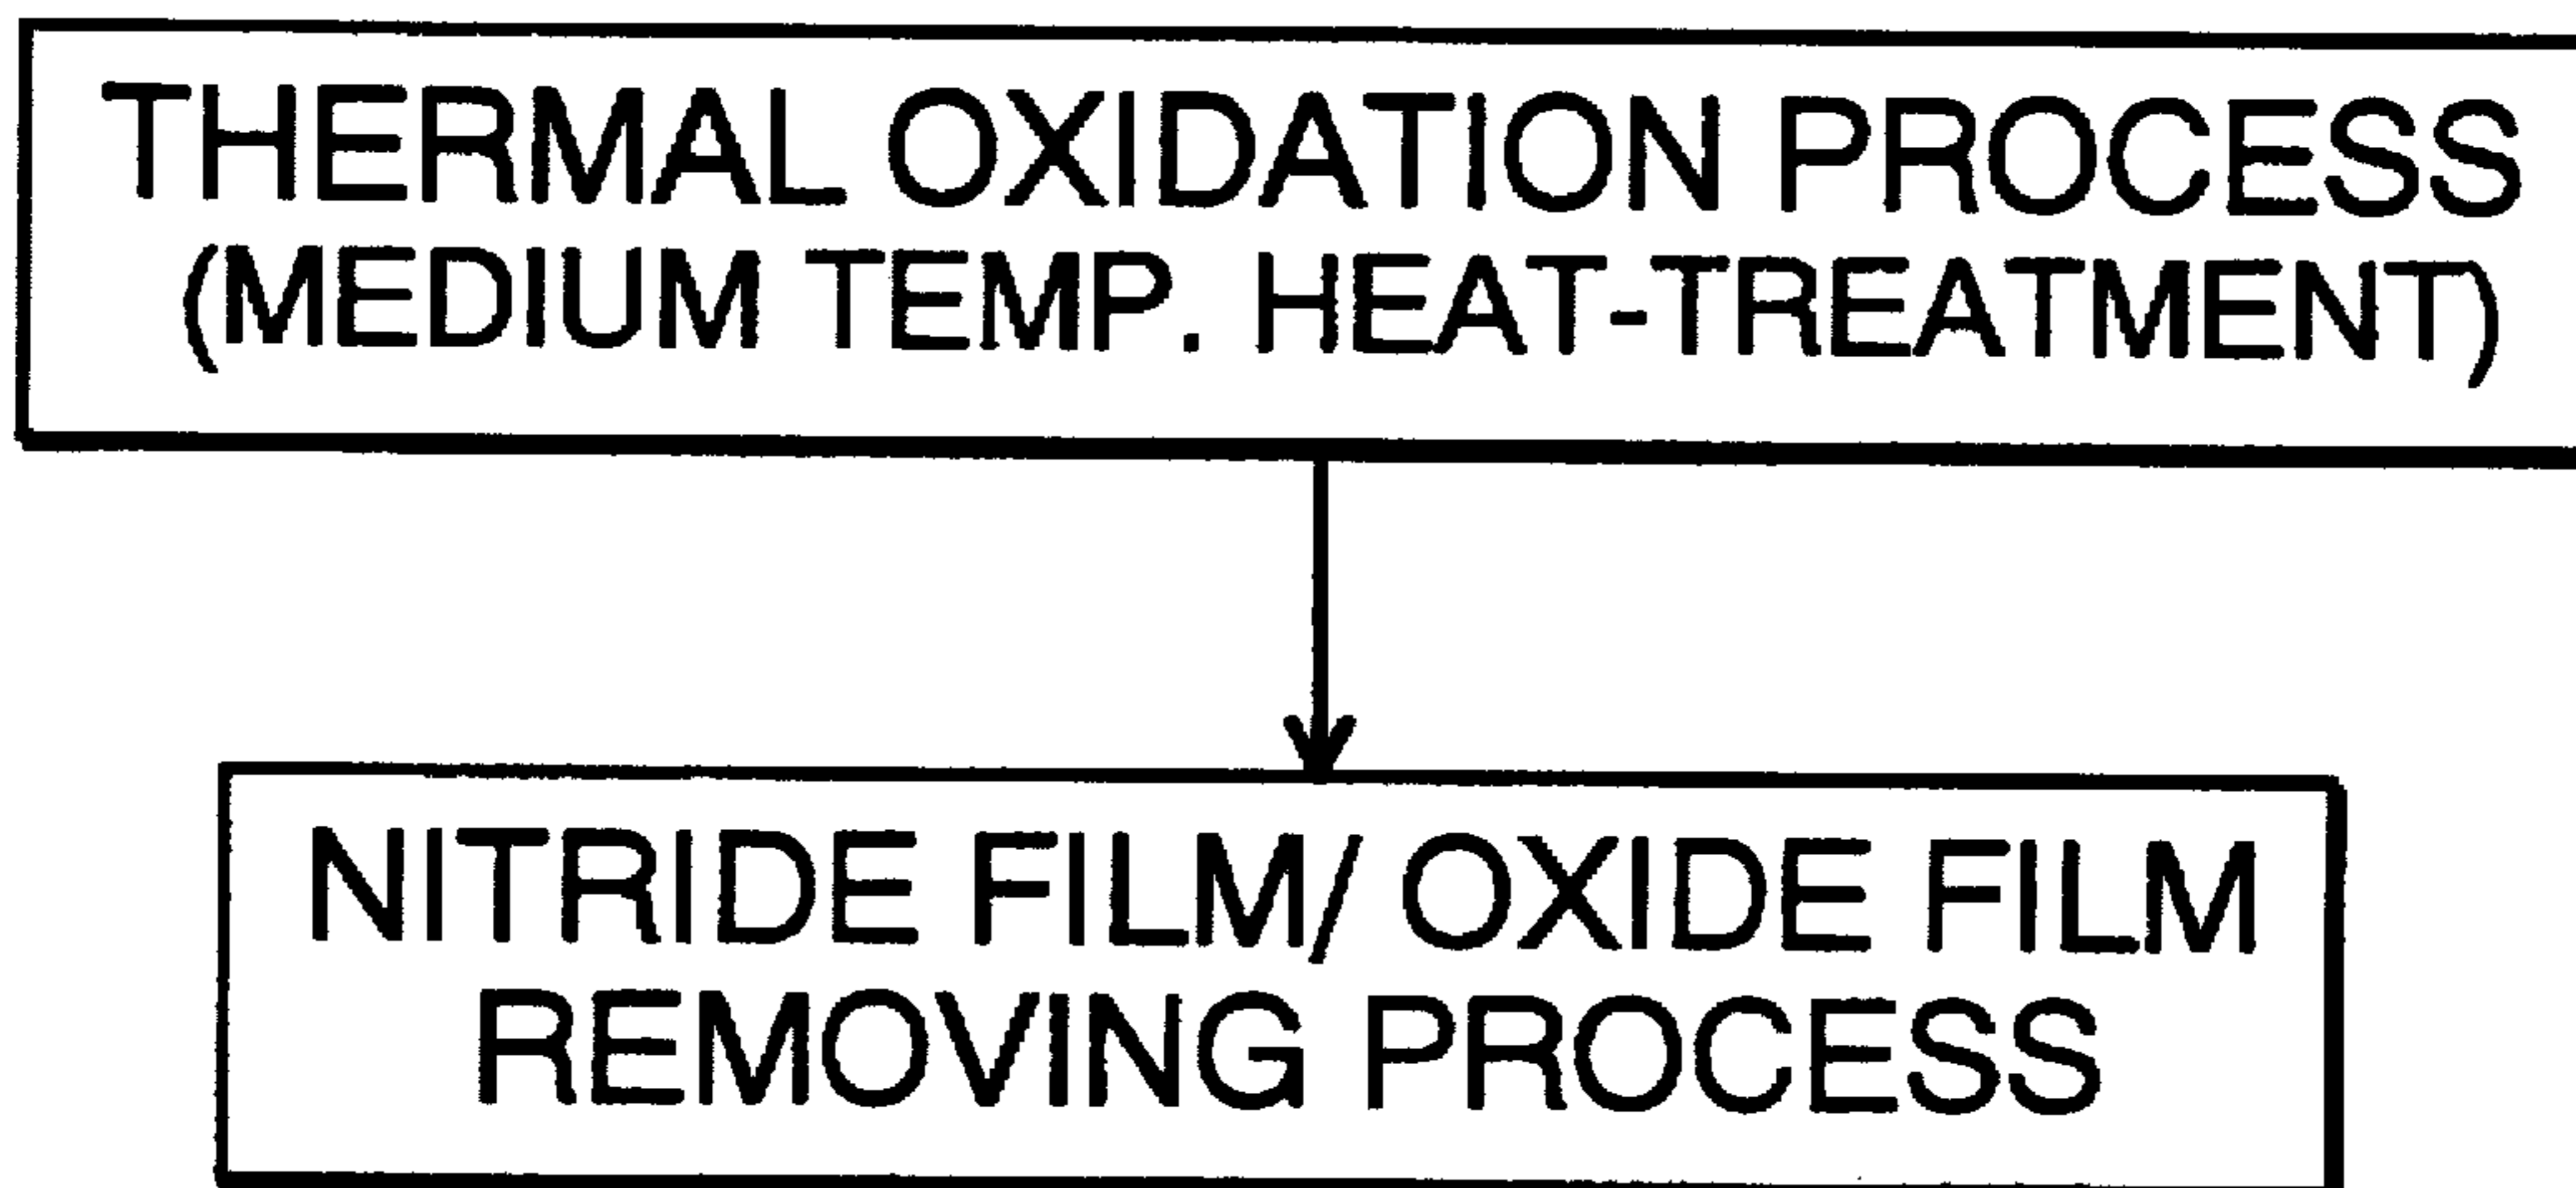 THERMAL OXIDATION PROCESS
(MEDIUM TEMP. HEAT-TREATMENT)
NITRIDE FILM/ OXIDE FILM
REMOVING PROCESS